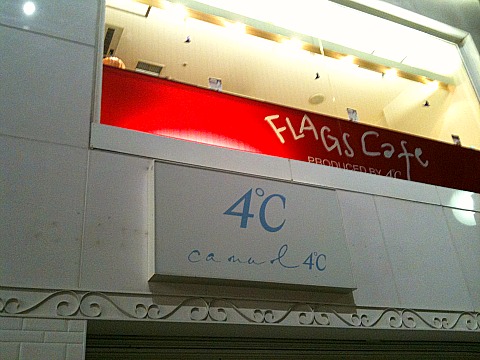 FLAGS Cafe
PRODUCED BY 4°C
4°C
canal 4°C